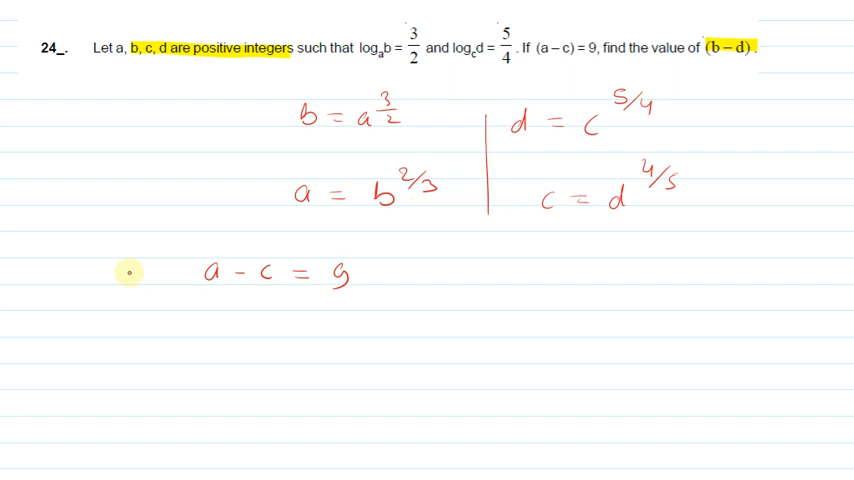 24_. Let a, b, c, d are positive integers such that logₐb = 3/2 and log_c d = 5/4. If (a – c) = 9, find the value of (b – d).
b = a^(3/2) | d = c^(5/4)
a = b^(2/3) | c = d^(4/5)
a - c = 9